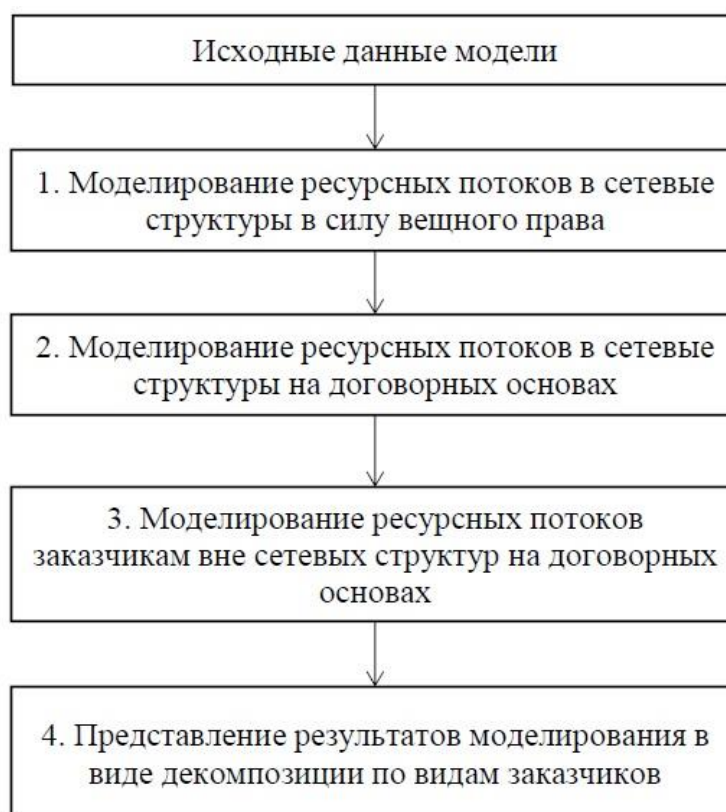 Исходные данные модели
1. Моделирование ресурсных потоков в сетевые
структуры в силу вещного права
2. Моделирование ресурсных потоков в сетевые
структуры на договорных основах
3. Моделирование ресурсных потоков
заказчикам вне сетевых структур на договорных
основах
4. Представление результатов моделирования в
виде декомпозиции по видам заказчиков